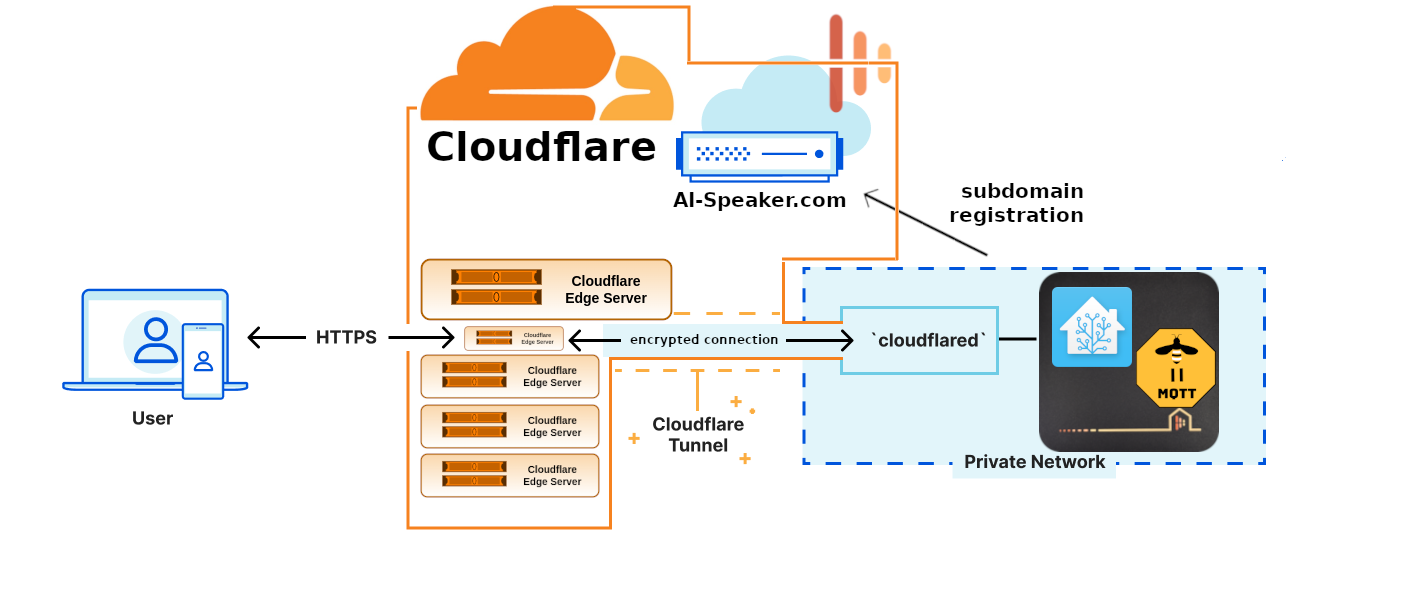 Cloudflare
AI-Speaker.com
subdomain
registration
Cloudflare
Edge Server
HTTPS
Cloudflare
Edge Server
encrypted connection
`cloudflared`
Cloudflare
Edge Server
Cloudflare
Edge Server
Cloudflare
Edge Server
User
Cloudflare
Tunnel
MQTT
Private Network